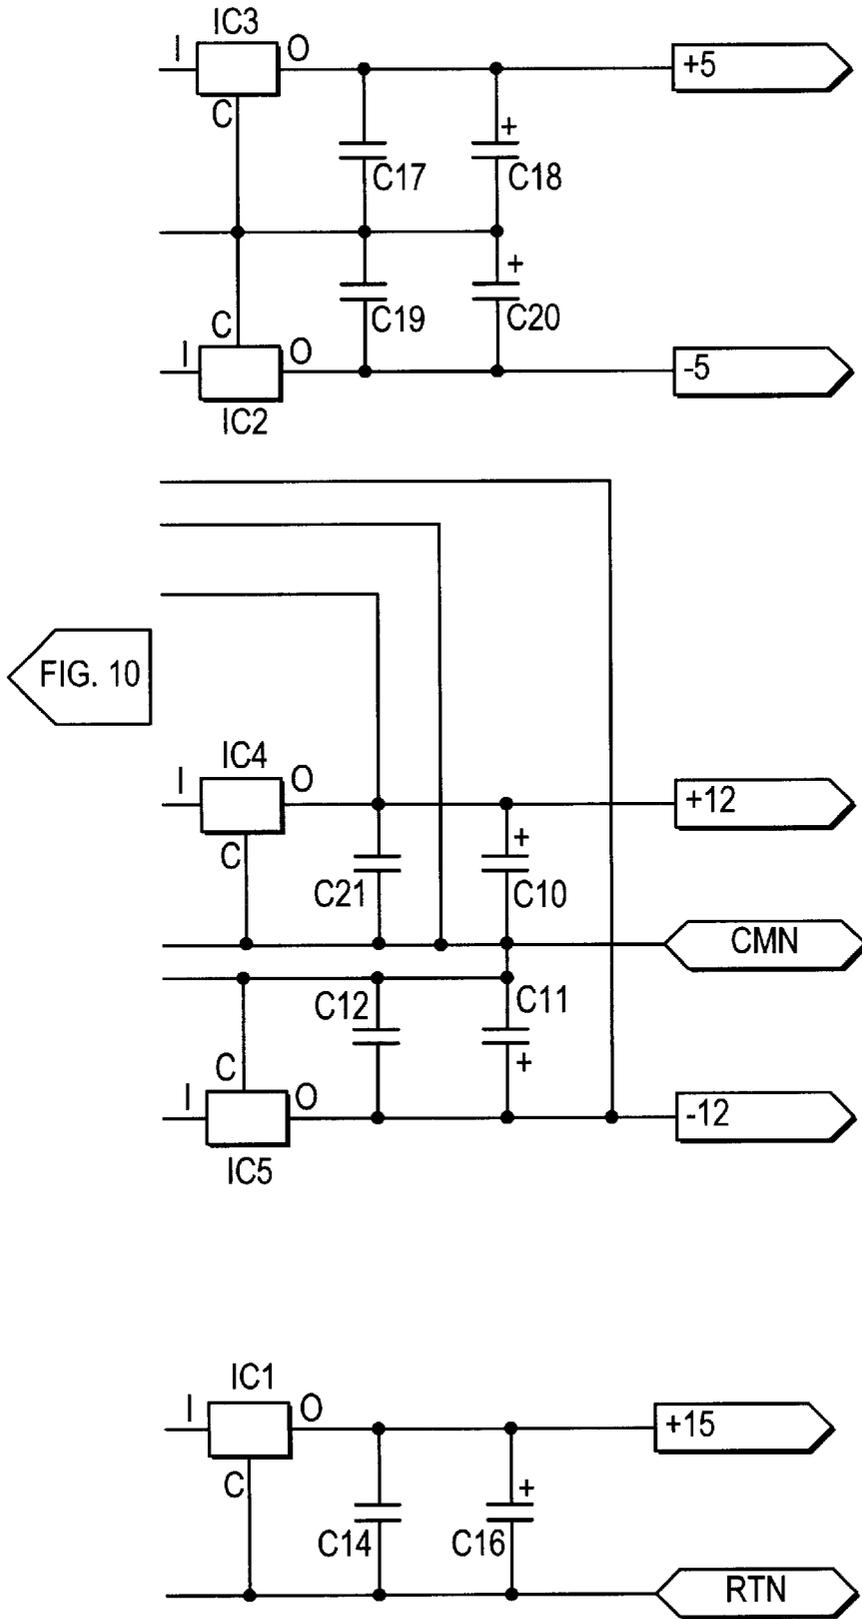 IC3
I O +5
C
+ +
C17 C18
+
C C19 C20
I O -5
IC2
FIG. 10
IC4
I O +12
C +
C21 C10
CMN
C12 C11
C +
I O -12
IC5
IC1
I O +15
C +
C14 C16
RTN